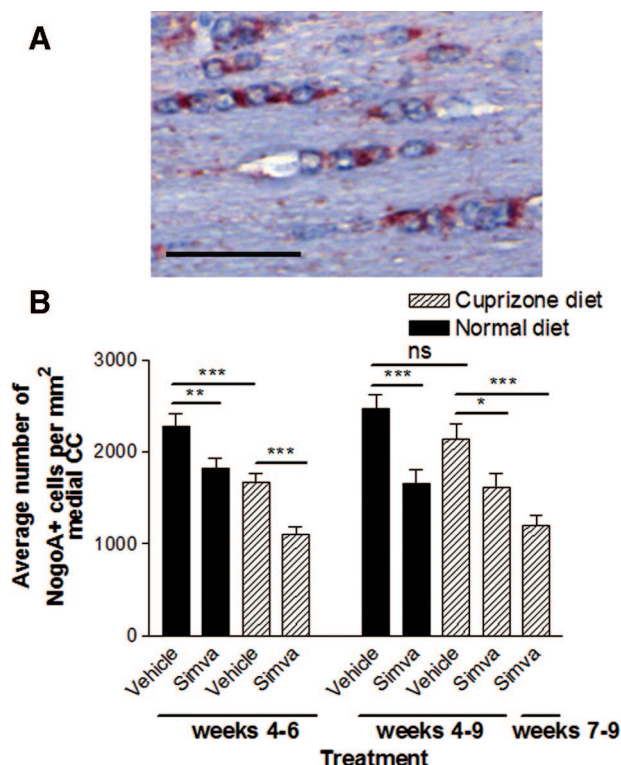 A
B
Cuprizone diet
Normal diet
ns
***
***
***
**
*
***
3000
2000
1000
0
Average number of
NogoA+ cells per mm2
medial CC
Vehicle
Simva
Vehicle
Simva
Vehicle
Simva
Vehicle
Simva
Simva
weeks 4-6
weeks 4-9
weeks 7-9
Treatment